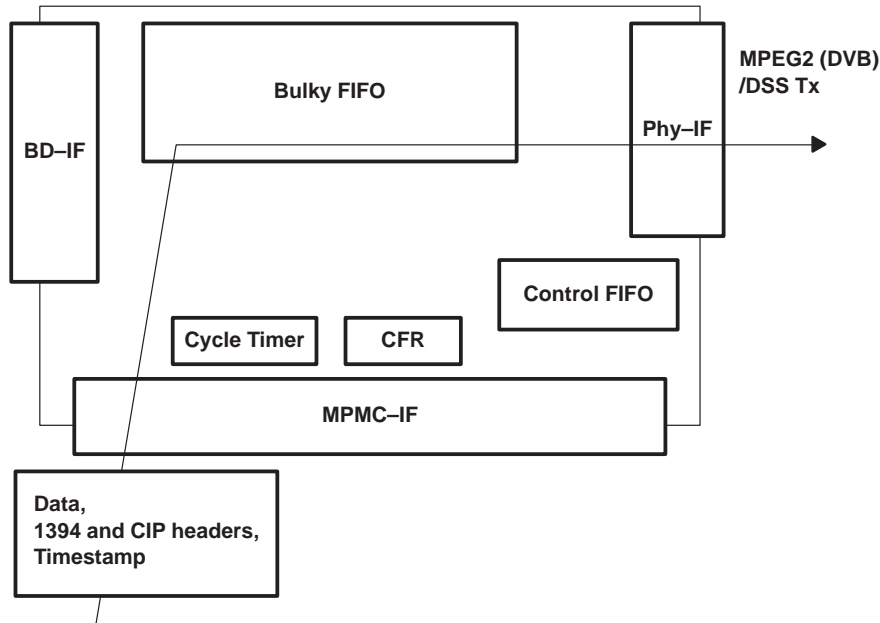 MPEG2 (DVB)
/DSS Tx
Bulky FIFO
Phy–IF
BD–IF
Control FIFO
Cycle Timer
CFR
MPMC–IF
Data,
1394 and CIP headers,
Timestamp